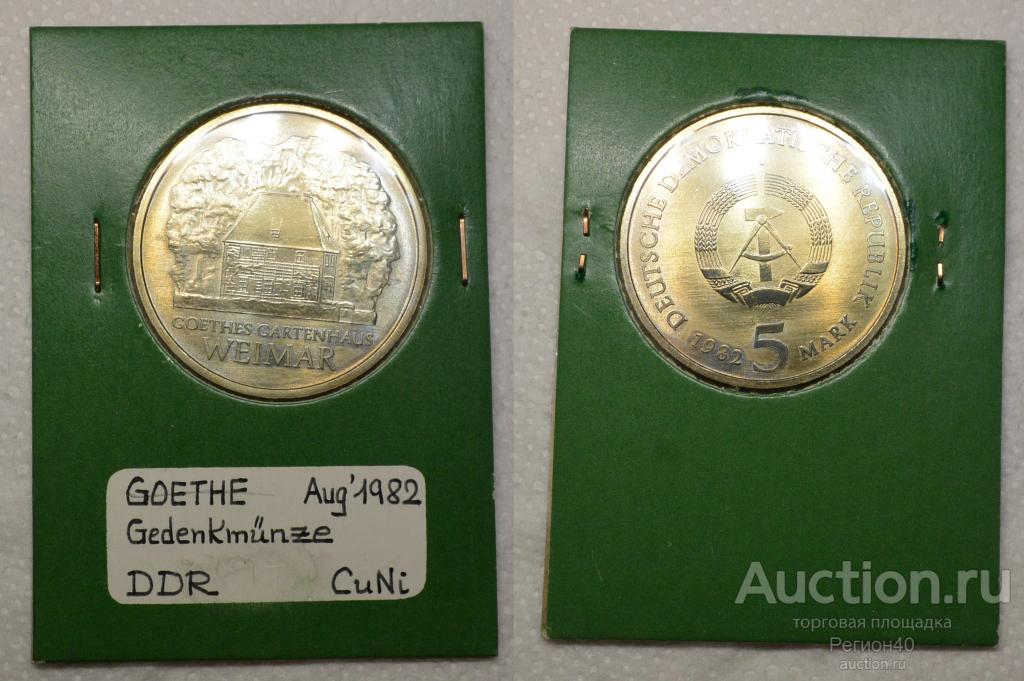 GOETHES GARTENHAUS
WEIMAR
GOETHE Aug'1982
Gedenkmünze
DDR CuNi
DEUTSCHE DEMOKRATISCHE REPUBLIK
1982 5 MARK
Auction.ru
торговая площадка
Регион40
auction.ru